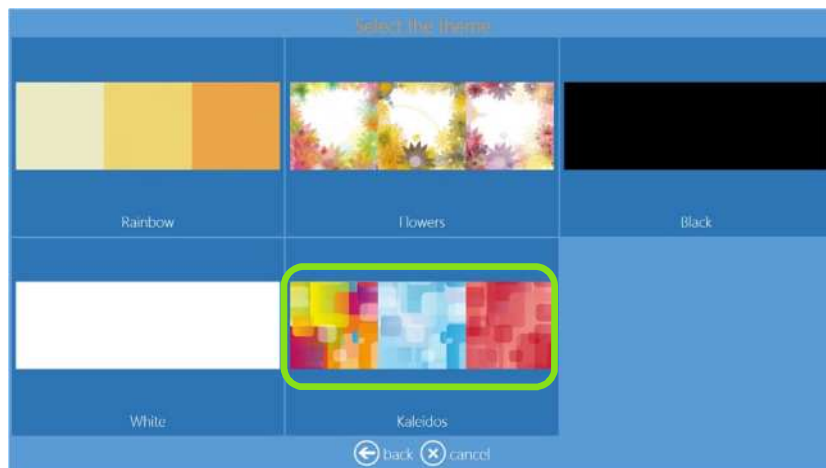 Select the theme
Rainbow
Flowers
Black
White
Kaleidos
back cancel